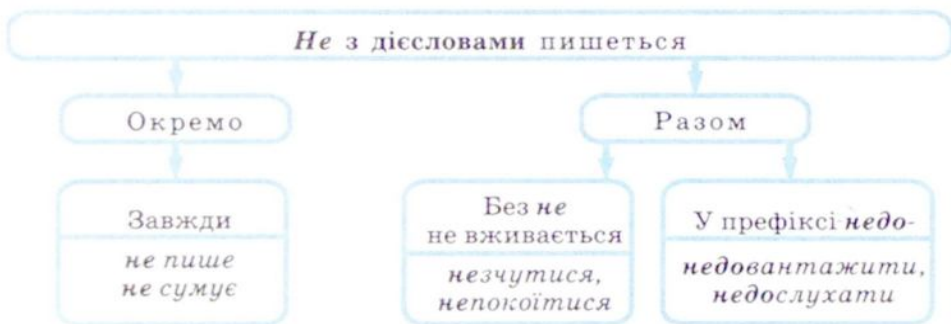 Не з дієсловами пишеться
Окремо
Разом
Завжди
не пише
не сумує
Без не
не вживається
незчутися,
непокоїтися
У префіксі недо-
недовантажити,
недослухати